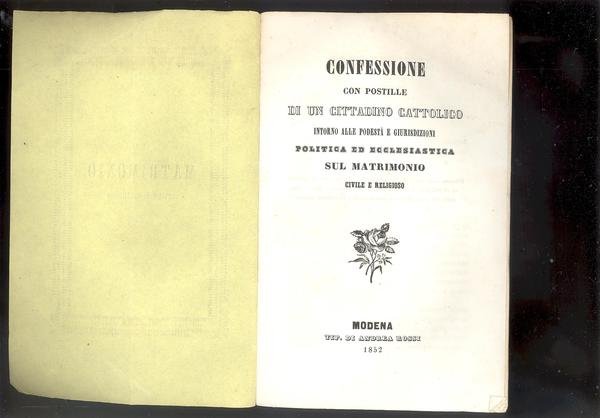 CONFESSIONE
CON POSTILLE
DI UN CITTADINO CATTOLICO
INTORNO ALLE PODESTÀ E GIURISDIZIONI
POLITICA ED ECCLESIASTICA
SUL MATRIMONIO
CIVILE E RELIGIOSO
MODENA
TIP. DI ANDREA ROSSI
1852
MATRIMONIO